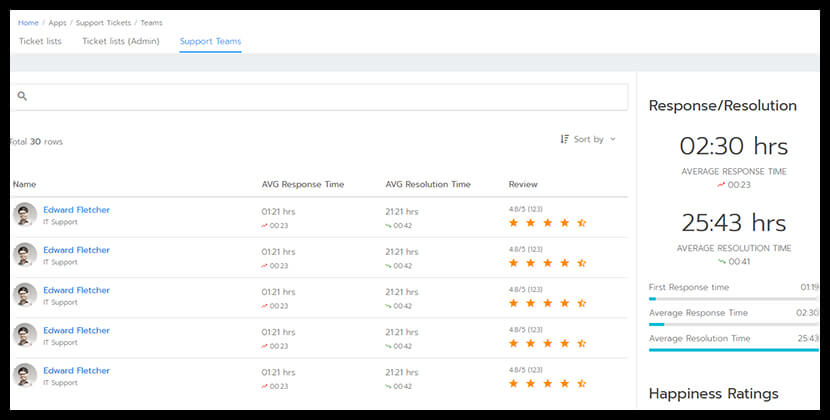 Home / Apps / Support Tickets / Teams
Ticket lists Ticket lists (Admin) Support Teams
Total 30 rows
Sort by
Name AVG Response Time AVG Resolution Time Review
Edward Fletcher
IT Support
01:21 hrs
00:23
21:21 hrs
00:42
4.8/5 (123)
Edward Fletcher
IT Support
01:21 hrs
00:23
21:21 hrs
00:42
4.8/5 (123)
Edward Fletcher
IT Support
01:21 hrs
00:23
21:21 hrs
00:42
4.8/5 (123)
Edward Fletcher
IT Support
01:21 hrs
00:23
21:21 hrs
00:42
4.8/5 (123)
Edward Fletcher
IT Support
01:21 hrs
00:23
21:21 hrs
00:42
4.8/5 (123)
Response/Resolution
02:30 hrs
AVERAGE RESPONSE TIME
00:23
25:43 hrs
AVERAGE RESOLUTION TIME
00:41
First Response time 01:19
Average Response Time 02:30
Average Resolution Time 25:43
Happiness Ratings